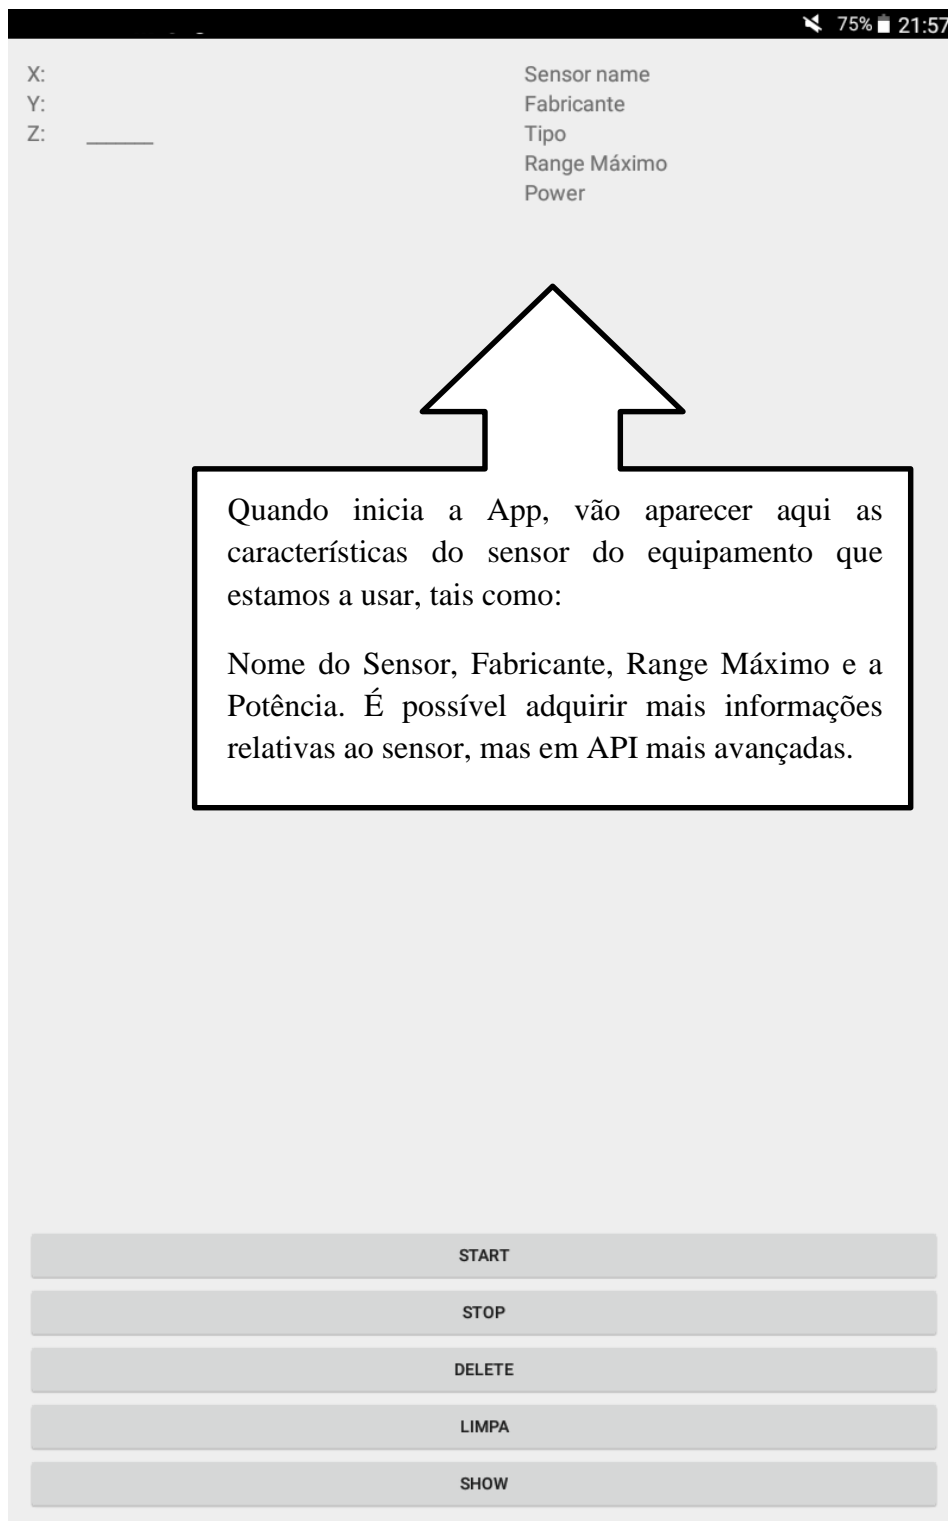 75% 21:57
X:
Y:
Z:
Sensor name
Fabricante
Tipo
Range Máximo
Power
Quando inicia a App, vão aparecer aqui as
características do sensor do equipamento que
estamos a usar, tais como:
Nome do Sensor, Fabricante, Range Máximo e a
Potência. É possível adquirir mais informações
relativas ao sensor, mas em API mais avançadas.
START
STOP
DELETE
LIMPA
SHOW